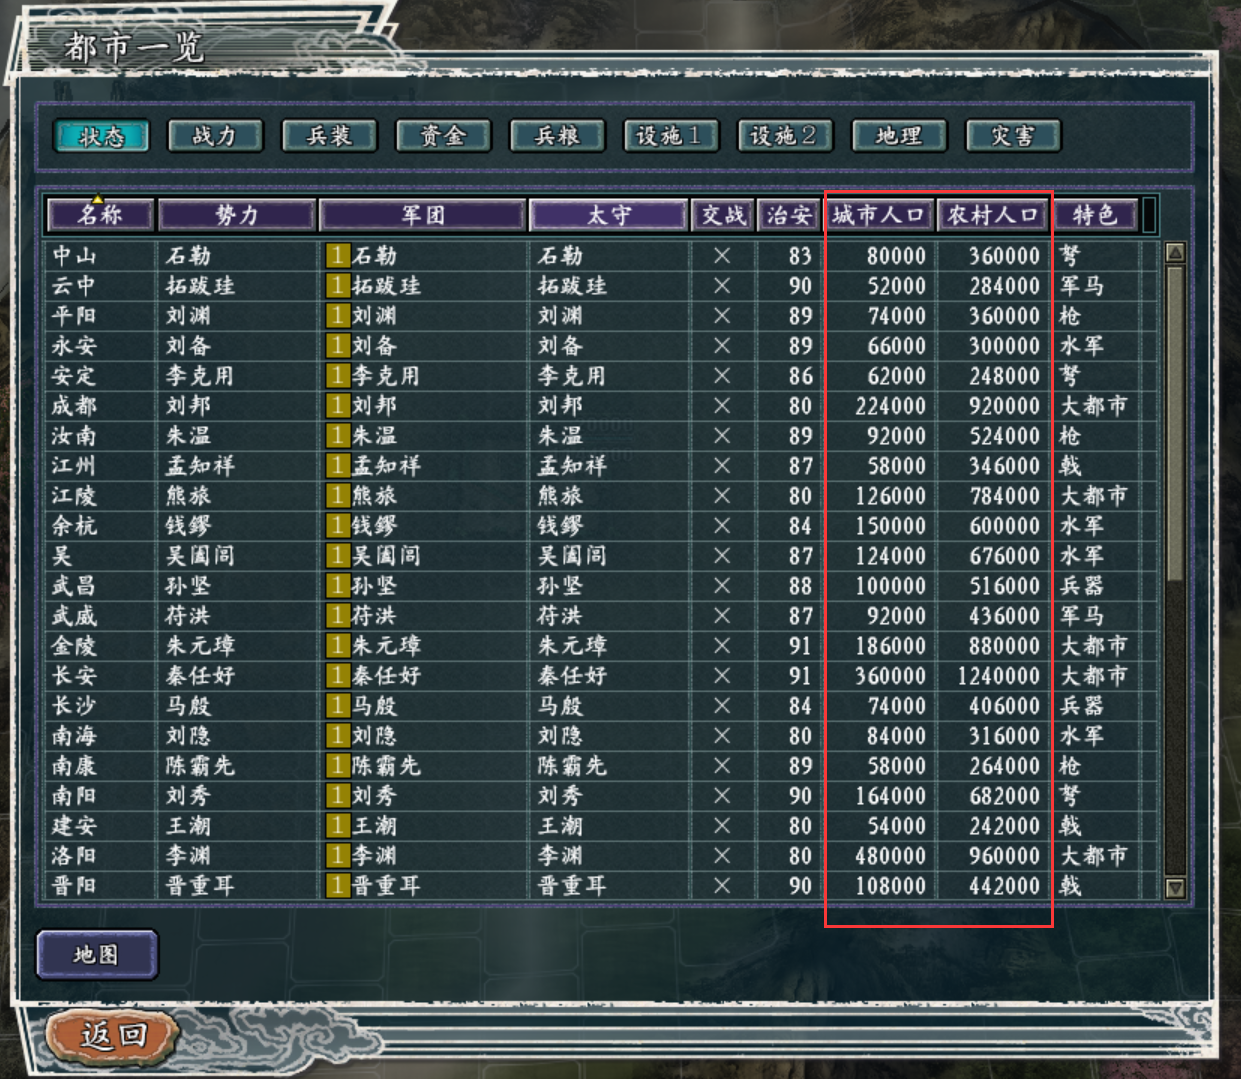 都市一览
状态 战力 兵装 资金 兵粮 设施1 设施2 地理 灾害
名称 势力 军团 太守 交战 治安 城市人口 农村人口 特色
中山 石勒 1 石勒 石勒 × 83 80000 360000 弩
云中 拓跋珪 1 拓跋珪 拓跋珪 × 90 52000 284000 军马
平阳 刘渊 1 刘渊 刘渊 × 89 74000 360000 枪
永安 刘备 1 刘备 刘备 × 89 66000 300000 水军
安定 李克用 1 李克用 李克用 × 86 62000 248000 弩
成都 刘邦 1 刘邦 刘邦 × 80 224000 920000 大都市
汝南 朱温 1 朱温 朱温 × 89 92000 524000 枪
江州 孟知祥 1 孟知祥 孟知祥 × 87 58000 346000 戟
江陵 熊旅 1 熊旅 熊旅 × 80 126000 784000 大都市
余杭 钱鏐 1 钱鏐 钱鏐 × 84 150000 600000 水军
吴 吴阖闾 1 吴阖闾 吴阖闾 × 87 124000 676000 水军
武昌 孙坚 1 孙坚 孙坚 × 88 100000 516000 兵器
武威 苻洪 1 苻洪 苻洪 × 87 92000 436000 军马
金陵 朱元璋 1 朱元璋 朱元璋 × 91 186000 880000 大都市
长安 秦任好 1 秦任好 秦任好 × 91 360000 1240000 大都市
长沙 马殷 1 马殷 马殷 × 84 74000 406000 兵器
南海 刘隐 1 刘隐 刘隐 × 80 84000 316000 水军
南康 陈霸先 1 陈霸先 陈霸先 × 89 58000 264000 枪
南阳 刘秀 1 刘秀 刘秀 × 90 164000 682000 弩
建安 王潮 1 王潮 王潮 × 80 54000 242000 戟
洛阳 李渊 1 李渊 李渊 × 80 480000 960000 大都市
晋阳 晋重耳 1 晋重耳 晋重耳 × 90 108000 442000 戟
地图
返回